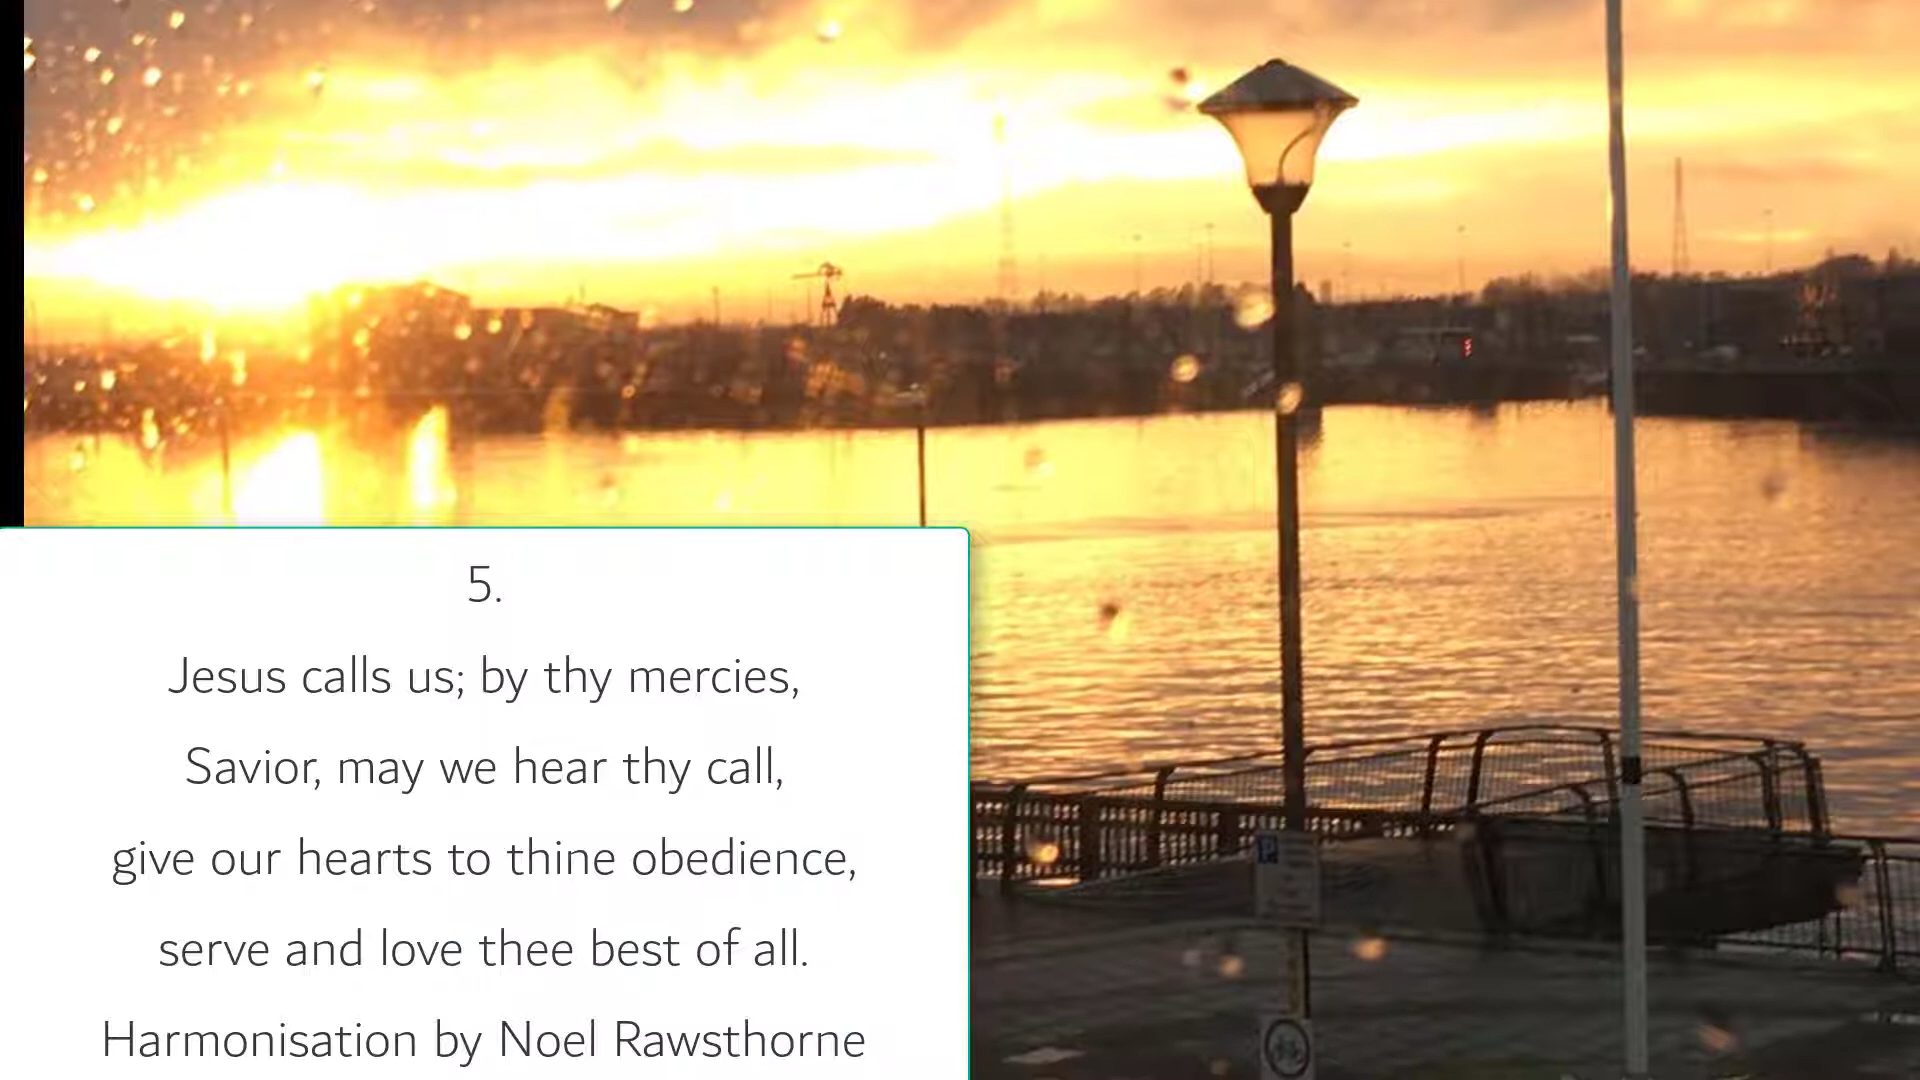 5.
Jesus calls us; by thy mercies,
Savior, may we hear thy call,
give our hearts to thine obedience,
serve and love thee best of all.
Harmonisation by Noel Rawsthorne
P